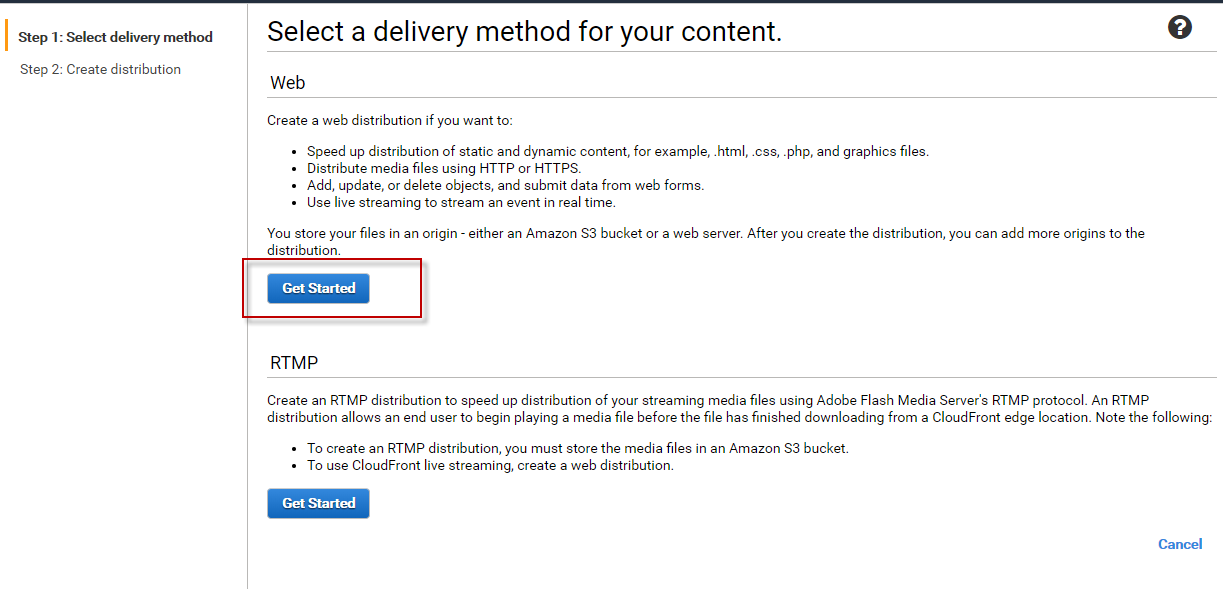 Step 1: Select delivery method
Step 2: Create distribution
Select a delivery method for your content.
?
Web
Create a web distribution if you want to:
• Speed up distribution of static and dynamic content, for example, .html, .css, .php, and graphics files.
• Distribute media files using HTTP or HTTPS.
• Add, update, or delete objects, and submit data from web forms.
• Use live streaming to stream an event in real time.
You store your files in an origin - either an Amazon S3 bucket or a web server. After you create the distribution, you can add more origins to the
distribution.
Get Started
RTMP
Create an RTMP distribution to speed up distribution of your streaming media files using Adobe Flash Media Server's RTMP protocol. An RTMP
distribution allows an end user to begin playing a media file before the file has finished downloading from a CloudFront edge location. Note the following:
• To create an RTMP distribution, you must store the media files in an Amazon S3 bucket.
• To use CloudFront live streaming, create a web distribution.
Get Started
Cancel